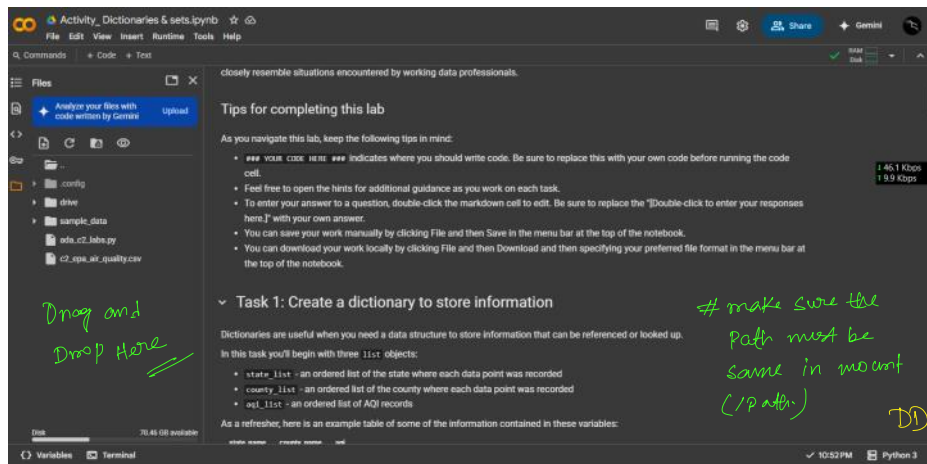 Activity_ Dictionaries & sets.ipynb
File Edit View Insert Runtime Tools Help
Share
Gemini
Commands + Code + Text
RAM
Disk
Files
Analyze your files with
code written by Gemini
Upload
..
.config
drive
sample_data
ada_c2_labs.py
c2_epa_air_quality.csv
Drag and
Drop Here
Disk
70.45 GB available
closely resemble situations encountered by working data professionals.
Tips for completing this lab
As you navigate this lab, keep the following tips in mind:
• ### YOUR CODE HERE ### indicates where you should write code. Be sure to replace this with your own code before running the code
cell.
• Feel free to open the hints for additional guidance as you work on each task.
• To enter your answer to a question, double-click the markdown cell to edit. Be sure to replace the "[Double-click to enter your responses
here.]" with your own answer.
• You can save your work manually by clicking File and then Save in the menu bar at the top of the notebook.
• You can download your work locally by clicking File and then Download and then specifying your preferred file format in the menu bar at
the top of the notebook.
46.1 Kbps
9.9 Kbps
Task 1: Create a dictionary to store information
Dictionaries are useful when you need a data structure to store information that can be referenced or looked up.
In this task you'll begin with three list objects:
• state_list - an ordered list of the state where each data point was recorded
• county_list - an ordered list of the county where each data point was recorded
• aqi_list - an ordered list of AQI records
As a refresher, here is an example table of some of the information contained in these variables:
state_name county_name aqi
# make sure the
Path must be
same in mount
(/Path.)
DD
Variables Terminal
10:52 PM Python 3